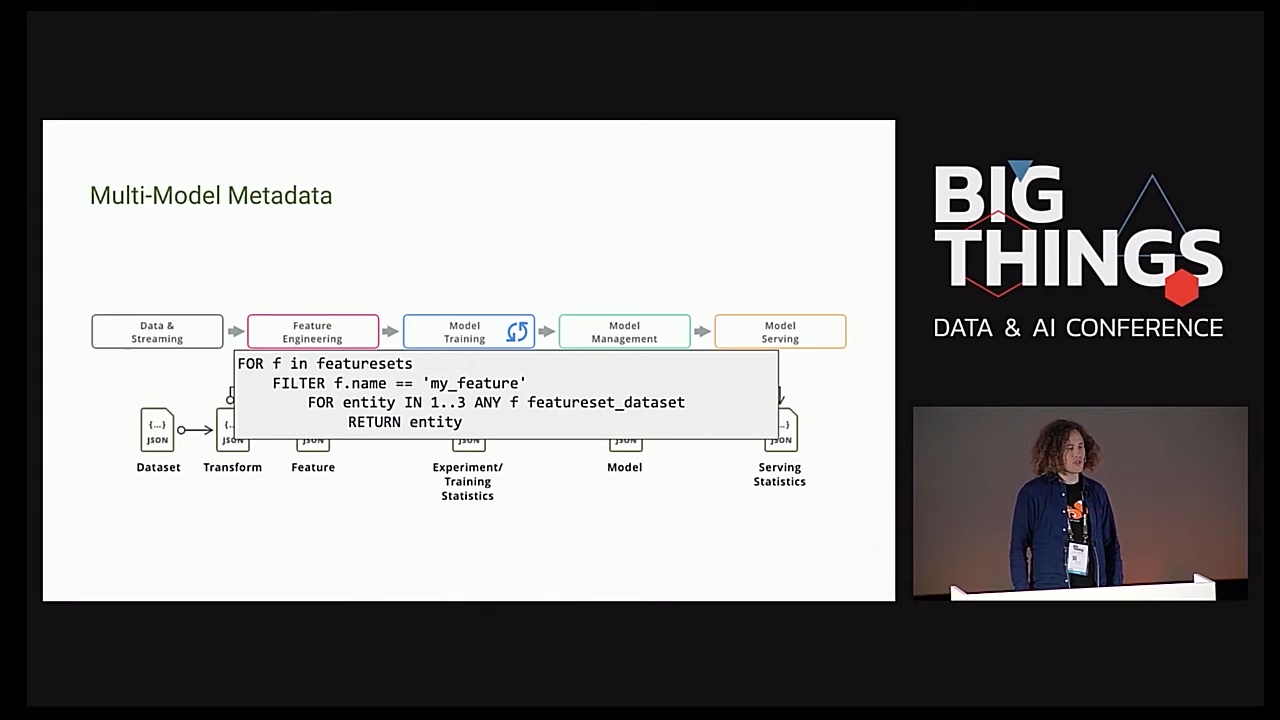 Multi-Model Metadata
Data &
Streaming
Feature
Engineering
Model
Training
Model
Management
Model
Serving
FOR f in featuresets
FILTER f.name == 'my_feature'
FOR entity IN 1..3 ANY f featureset_dataset
RETURN entity
{...}
JSON
{...
JSON
JSON
JSON
JSON
JSON
Dataset
Transform
Feature
Experiment/
Training
Statistics
Model
Serving
Statistics
BIG
THINGS
DATA & AI CONFERENCE